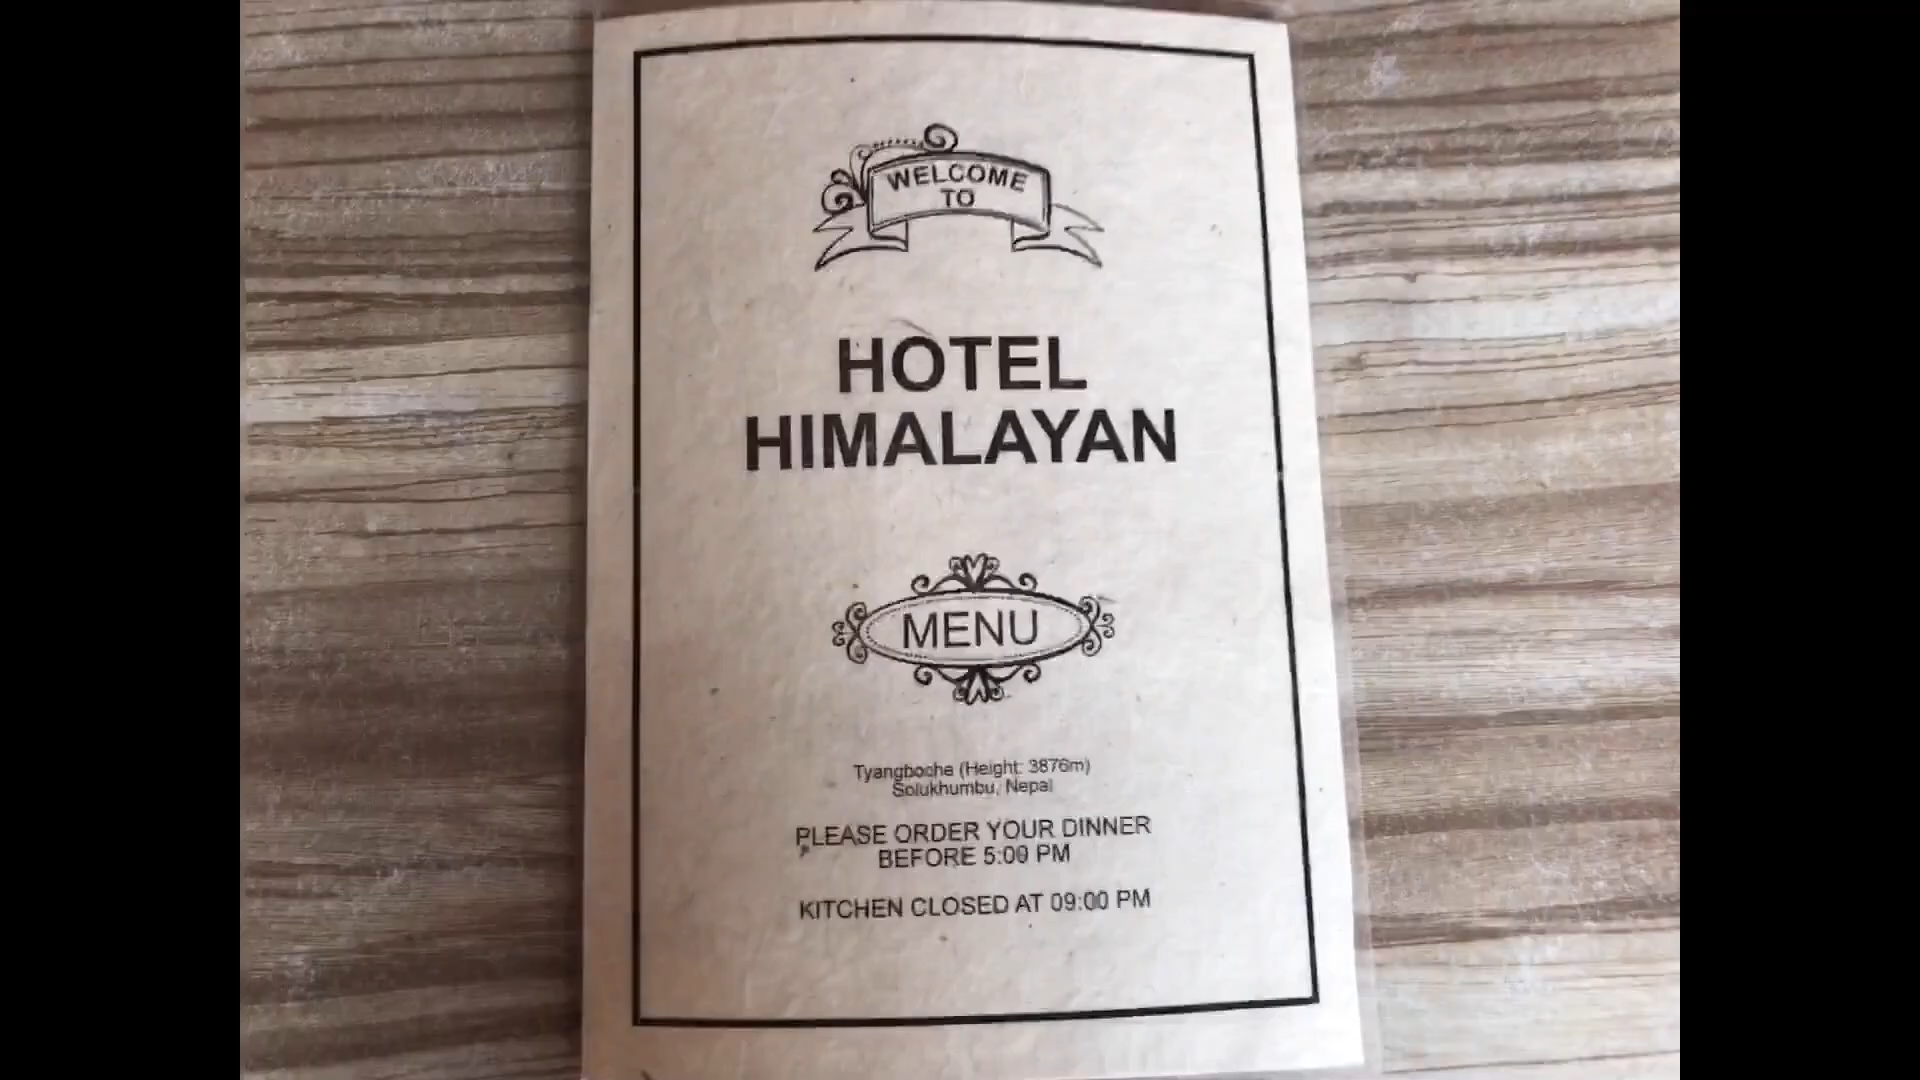 WELCOME
TO
HOTEL
HIMALAYAN
MENU
Tyangboche (Height: 3876m)
Solukhumbu, Nepal
PLEASE ORDER YOUR DINNER
BEFORE 5:00 PM
KITCHEN CLOSED AT 09:00 PM